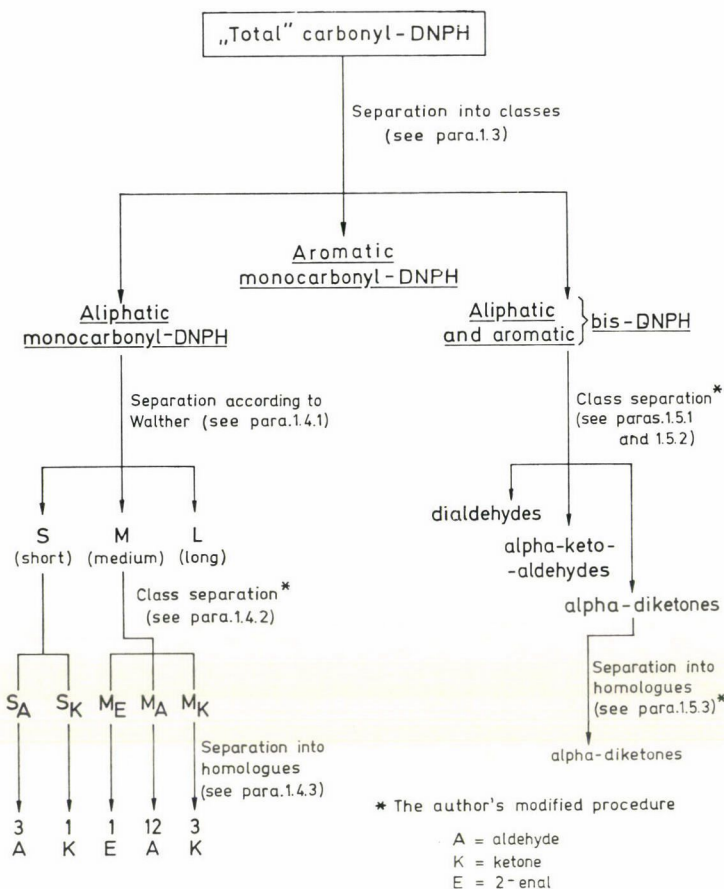 „Total" carbonyl-DNPH
Separation into classes
(see para.1.3)
Aromatic
monocarbonyl-DNPH
Aliphatic
monocarbonyl-DNPH
Aliphatic
and aromatic } bis-DNPH
Separation according to
Walther (see para.1.4.1)
Class separation*
(see paras.1.5.1
and 1.5.2)
S M L
(short) (medium) (long)
dialdehydes
alpha-keto-
-aldehydes
alpha-diketones
Class separation*
(see para.1.4.2)
SA SK ME MA MK
Separation into
homologues
(see para.1.5.3)*
alpha-diketones
Separation into
homologues
(see para.1.4.3)
3 1 1 12 3
A K E A K
* The author's modified procedure
A = aldehyde
K = ketone
E = 2-enal